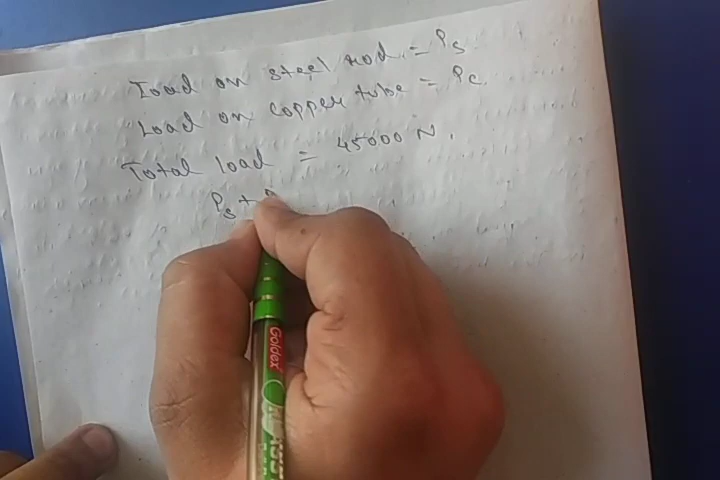 Load on steel rod = Ps
Load on copper tube = Pc
Total load = 45000 N.
Ps + P
Goldex